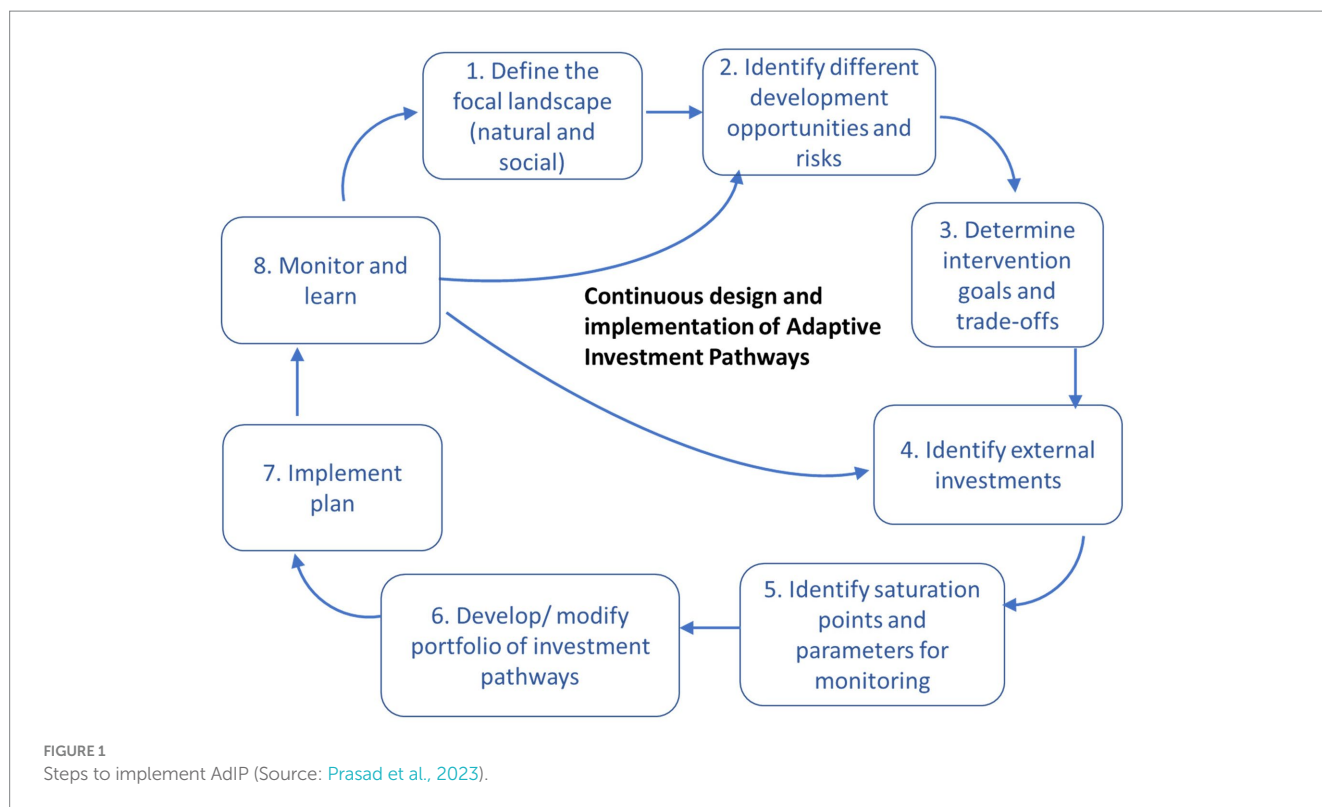 1. Define the
focal landscape
(natural and
social)
2. Identify different
development
opportunities and
risks
3. Determine
intervention
goals and
trade-offs
8. Monitor and
learn
Continuous design and
implementation of Adaptive
Investment Pathways
4. Identify external
investments
7. Implement
plan
5. Identify saturation
points and
parameters for
monitoring
6. Develop/ modify
portfolio of investment
pathways
FIGURE 1
Steps to implement AdIP (Source: Prasad et al., 2023).